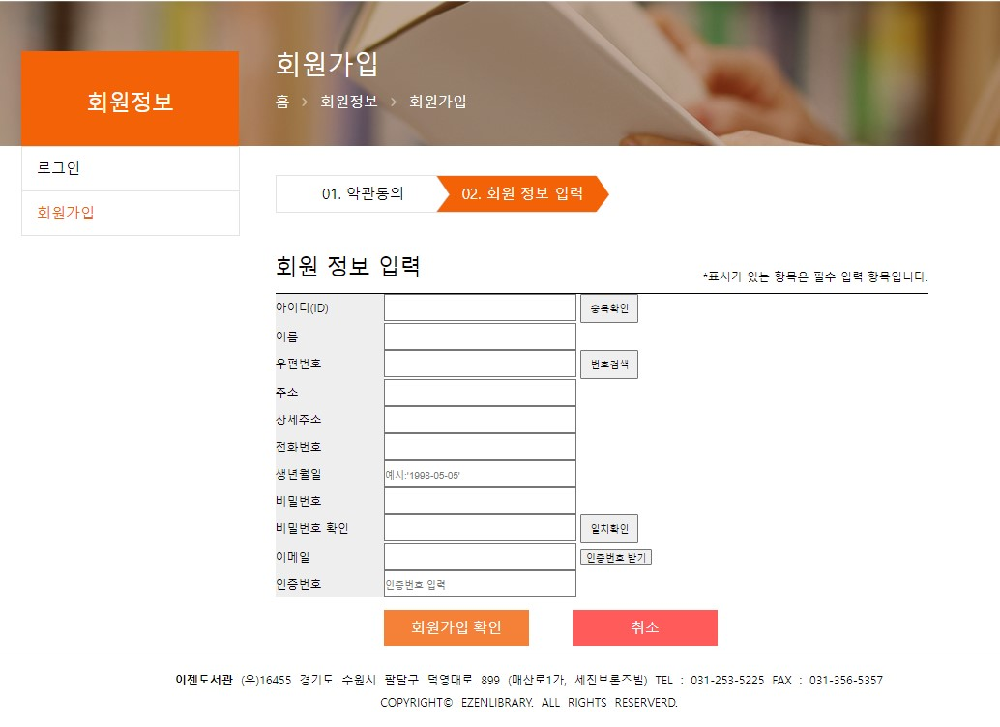 회원가입
홈 > 회원정보 > 회원가입
회원정보
로그인
회원가입
01. 약관동의
02. 회원 정보 입력
회원 정보 입력
*표시가 있는 항목은 필수 입력 항목입니다.
아이디(ID) 중복확인
이름
우편번호 번호검색
주소
상세주소
전화번호
생년월일 예시:'1998-05-05'
비밀번호
비밀번호 확인 일치확인
이메일 인증번호 받기
인증번호 인증번호 입력
회원가입 확인 취소
이젠도서관 (우)16455 경기도 수원시 팔달구 덕영대로 899 (매산로1가, 세진브론즈빌) TEL : 031-253-5225 FAX : 031-356-5357
COPYRIGHT© EZENLIBRARY. ALL RIGHTS RESERVERD.